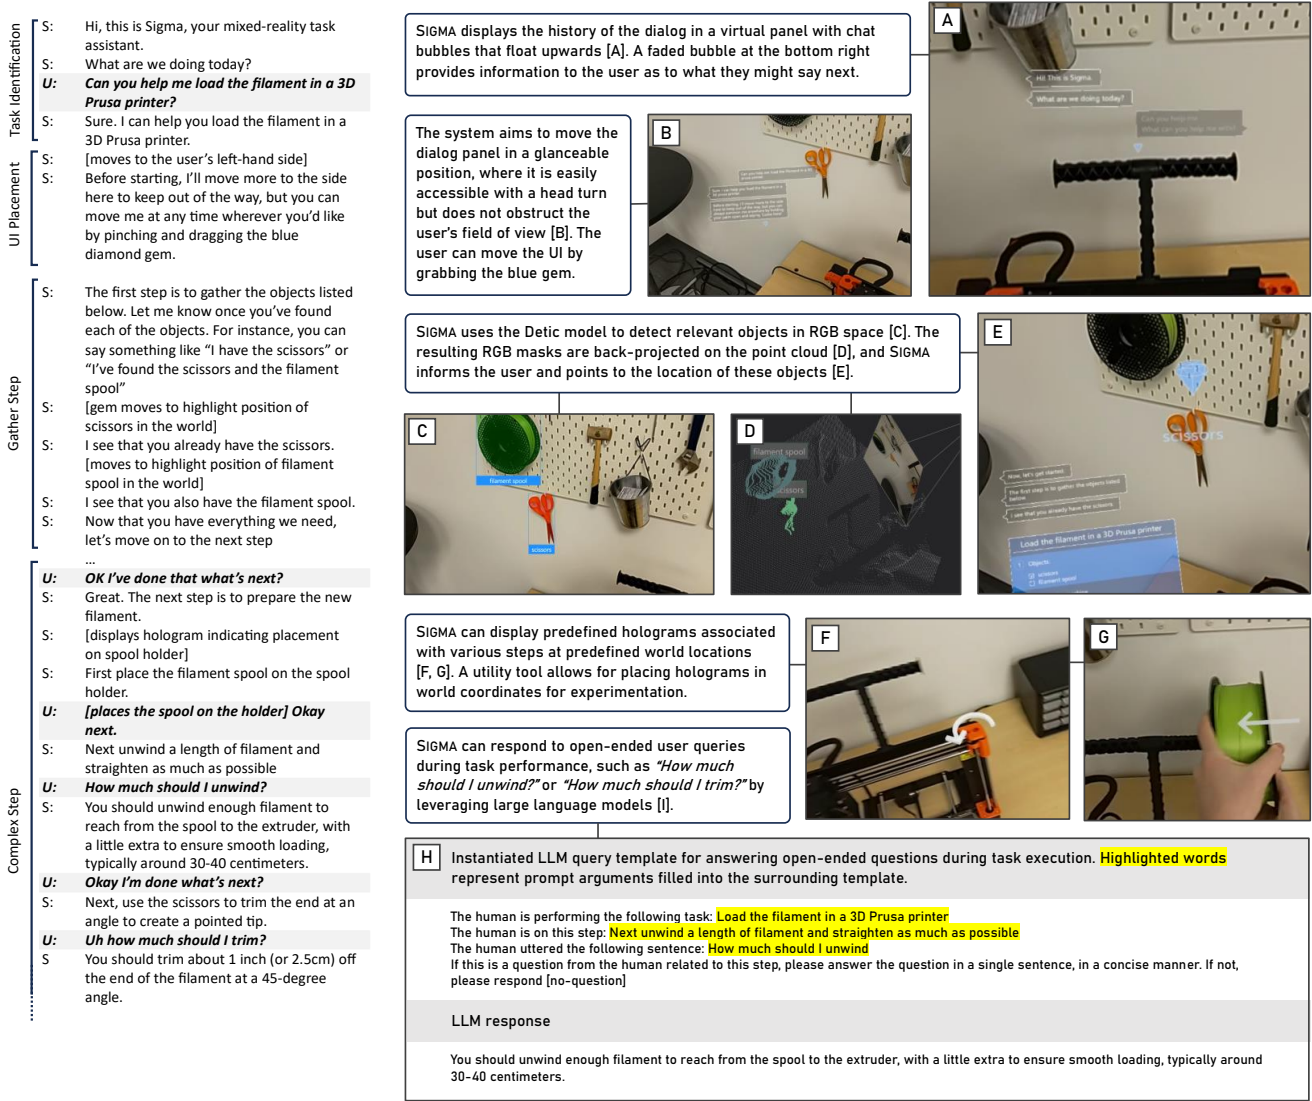 Task Identification
S: Hi, this is Sigma, your mixed-reality task
assistant.
S: What are we doing today?
U: Can you help me load the filament in a 3D
Prusa printer?
S: Sure. I can help you load the filament in a
3D Prusa printer.
UI Placement
S: [moves to the user's left-hand side]
S: Before starting, I'll move more to the side
here to keep out of the way, but you can
move me at any time wherever you'd like
by pinching and dragging the blue
diamond gem.
Gather Step
S: The first step is to gather the objects listed
below. Let me know once you've found
each of the objects. For instance, you can
say something like "I have the scissors" or
"I've found the scissors and the filament
spool"
S: [gem moves to highlight position of
scissors in the world]
S: I see that you already have the scissors.
[moves to highlight position of filament
spool in the world]
S: I see that you also have the filament spool.
S: Now that you have everything we need,
let's move on to the next step
...
Complex Step
U: OK I've done that what's next?
S: Great. The next step is to prepare the new
filament.
S: [displays hologram indicating placement
on spool holder]
S: First place the filament spool on the spool
holder.
U: [places the spool on the holder] Okay
next.
S: Next unwind a length of filament and
straighten as much as possible
U: How much should I unwind?
S: You should unwind enough filament to
reach from the spool to the extruder, with
a little extra to ensure smooth loading,
typically around 30-40 centimeters.
U: Okay I'm done what's next?
S: Next, use the scissors to trim the end at an
angle to create a pointed tip.
U: Uh how much should I trim?
S You should trim about 1 inch (or 2.5cm) off
the end of the filament at a 45-degree
angle.
SIGMA displays the history of the dialog in a virtual panel with chat
bubbles that float upwards [A]. A faded bubble at the bottom right
provides information to the user as to what they might say next.
A
Hi! This is Sigma.
What are we doing today?
Can you help me
The system aims to move the
dialog panel in a glanceable
position, where it is easily
accessible with a head turn
but does not obstruct the
user's field of view [B]. The
user can move the UI by
grabbing the blue gem.
B
SIGMA uses the Detic model to detect relevant objects in RGB space [C]. The
resulting RGB masks are back-projected on the point cloud [D], and SIGMA
informs the user and points to the location of these objects [E].
C
filament spool
scissors
D
filament spool
scissors
E
scissors
Now, let's get started.
The first step is to gather the objects listed
below.
I see that you already have the scissors.
Load the filament in a 3D Prusa printer
1 Objects:
scissors
filament spool
SIGMA can display predefined holograms associated
with various steps at predefined world locations
[F, G]. A utility tool allows for placing holograms in
world coordinates for experimentation.
F
G
SIGMA can respond to open-ended user queries
during task performance, such as "How much
should I unwind?" or "How much should I trim?" by
leveraging large language models [I].
H Instantiated LLM query template for answering open-ended questions during task execution. Highlighted words
represent prompt arguments filled into the surrounding template.
The human is performing the following task: Load the filament in a 3D Prusa printer
The human is on this step: Next unwind a length of filament and straighten as much as possible
The human uttered the following sentence: How much should I unwind
If this is a question from the human related to this step, please answer the question in a single sentence, in a concise manner. If not,
please respond [no-question]
LLM response
You should unwind enough filament to reach from the spool to the extruder, with a little extra to ensure smooth loading, typically around
30-40 centimeters.